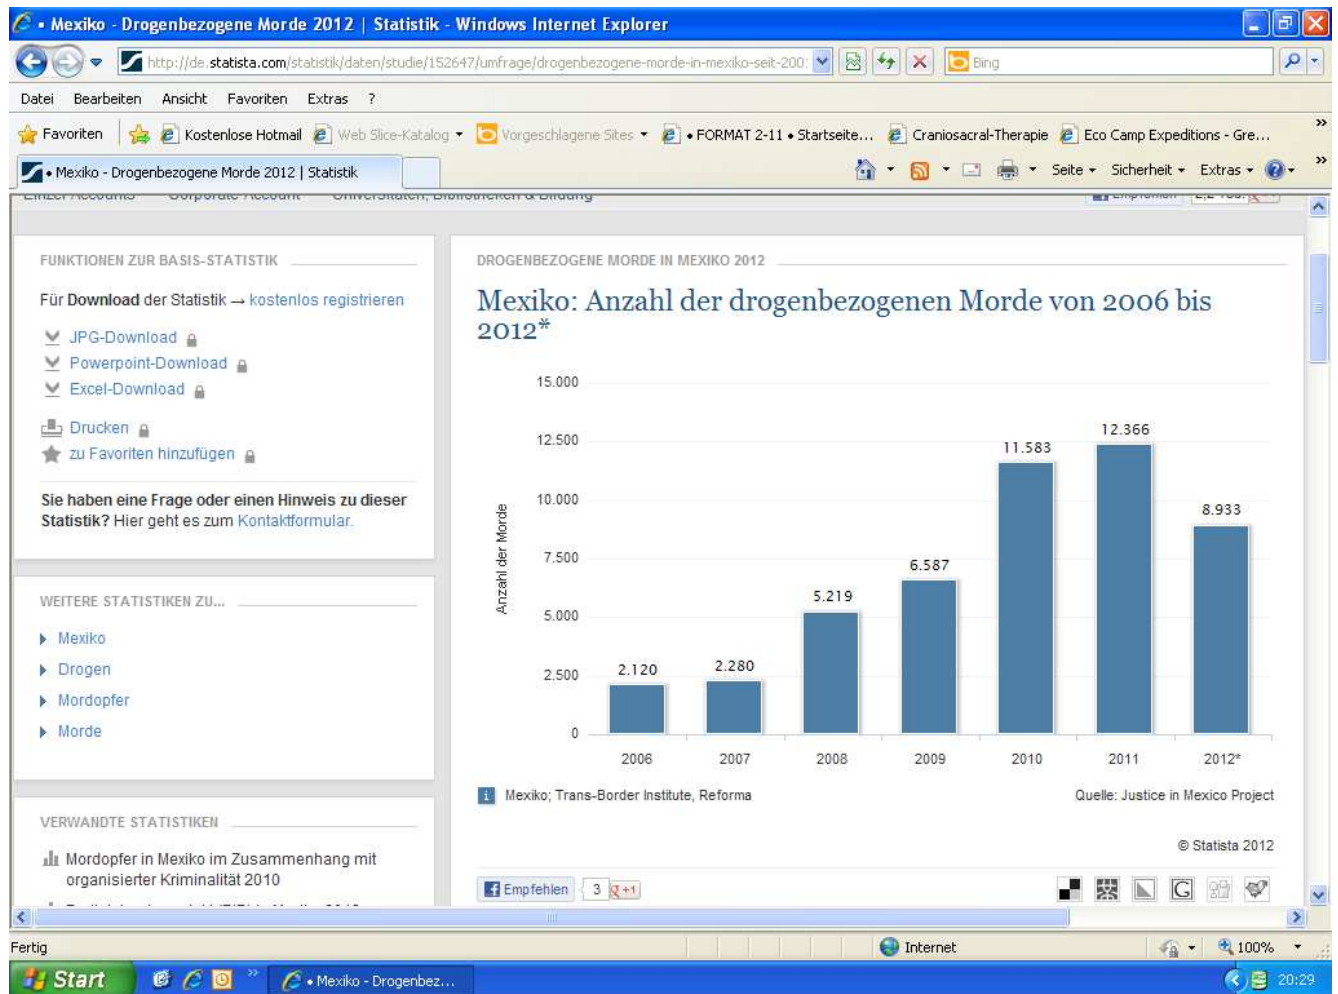 • Mexiko - Drogenbezogene Morde 2012 | Statistik - Windows Internet Explorer
http://de.statista.com/statistik/daten/studie/152647/umfrage/drogenbezogene-morde-in-mexiko-seit-200
Bing
Datei Bearbeiten Ansicht Favoriten Extras ?
Favoriten Kostenlose Hotmail Web Slice-Katalog Vorgeschlagene Sites • FORMAT 2-11 • Startseite... Craniosacral-Therapie Eco Camp Expeditions - Gre... »
• Mexiko - Drogenbezogene Morde 2012 | Statistik
Seite Sicherheit Extras »
Einzel-Accounts Corporate-Account Universitäten, Bibliotheken & Bildung
Empfehlen
FUNKTIONEN ZUR BASIS-STATISTIK
Für Download der Statistik → kostenlos registrieren
JPG-Download
Powerpoint-Download
Excel-Download
Drucken
zu Favoriten hinzufügen
Sie haben eine Frage oder einen Hinweis zu dieser
Statistik? Hier geht es zum Kontaktformular.
WEITERE STATISTIKEN ZU...
Mexiko
Drogen
Mordopfer
Morde
VERWANDTE STATISTIKEN
Mordopfer in Mexiko im Zusammenhang mit
organisierter Kriminalität 2010
DROGENBEZOGENE MORDE IN MEXIKO 2012
Mexiko: Anzahl der drogenbezogenen Morde von 2006 bis
2012*
Anzahl der Morde
15.000
12.500
10.000
7.500
5.000
2.500
0
2.120 2.280 5.219 6.587 11.583 12.366 8.933
2006 2007 2008 2009 2010 2011 2012*
i Mexiko; Trans-Border Institute, Reforma Quelle: Justice in Mexico Project
© Statista 2012
Empfehlen 3 +1
G
Fertig Internet 100%
Start » • Mexiko - Drogenbez... 20:29